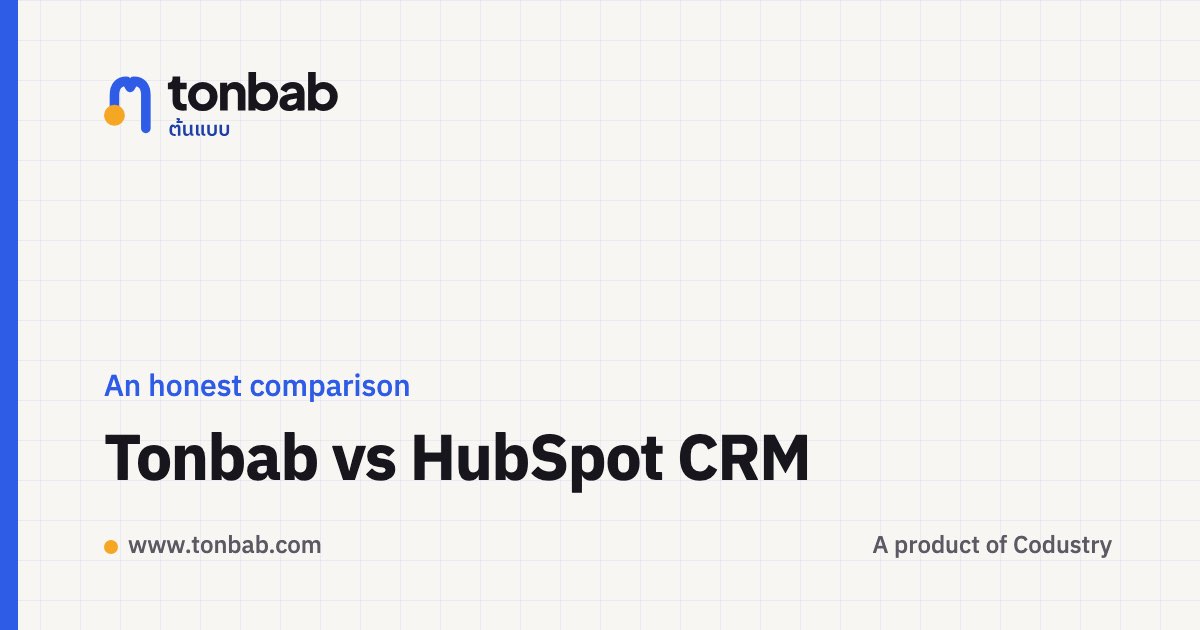 tonbab
ต้นแบบ
An honest comparison
Tonbab vs HubSpot CRM
www.tonbab.com
A product of Codustry